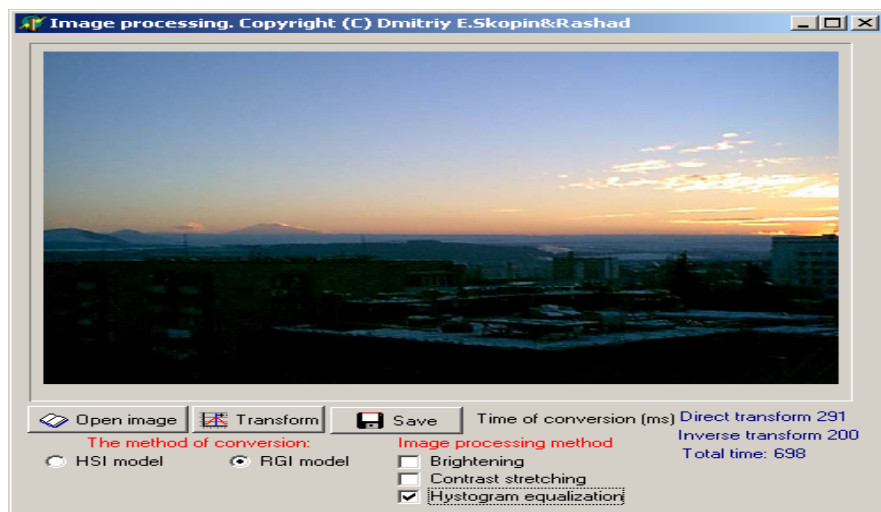 Image processing. Copyright (C) Dmitriy E.Skopin&Rashad
Open image Transform Save Time of conversion (ms) Direct transform 291
The method of conversion: Image processing method Inverse transform 200
HSI model RGI model Brightening Total time: 698
Contrast stretching
Hystogram equalization